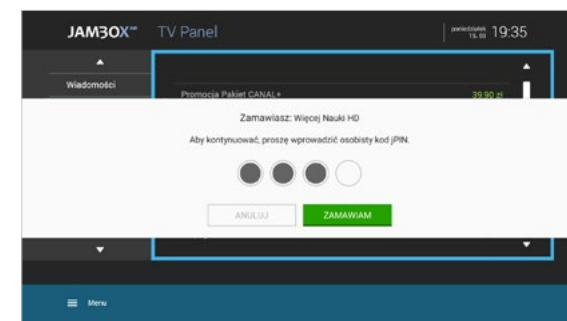 JAMBOX
TV Panel
poniedziałek
19:35
Wiadomości
Promocja Pakiet CANAL+
39.90 zł
Zamawiasz: Więcej Nauki HD
Aby kontynuować, proszę wprowadzić osobisty kod jPIN.
ANULUJ
ZAMAWIAM
Menu